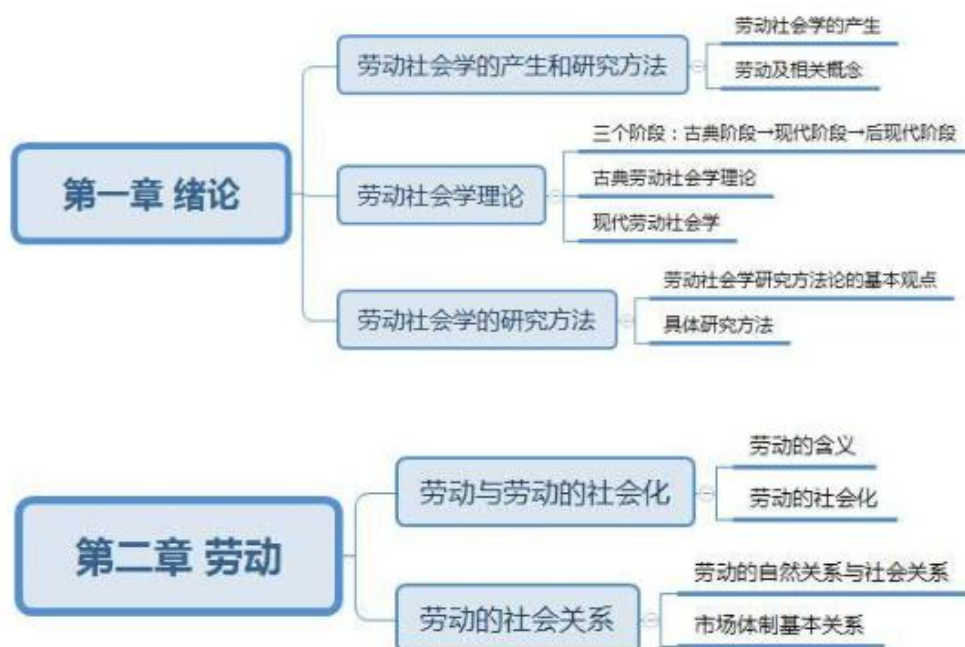 第一章 绪论
劳动社会学的产生和研究方法
劳动社会学的产生
劳动及相关概念
劳动社会学理论
三个阶段：古典阶段→现代阶段→后现代阶段
古典劳动社会学理论
现代劳动社会学
劳动社会学的研究方法
劳动社会学研究方法论的基本观点
具体研究方法
第二章 劳动
劳动与劳动的社会化
劳动的含义
劳动的社会化
劳动的社会关系
劳动的自然关系与社会关系
市场体制基本关系